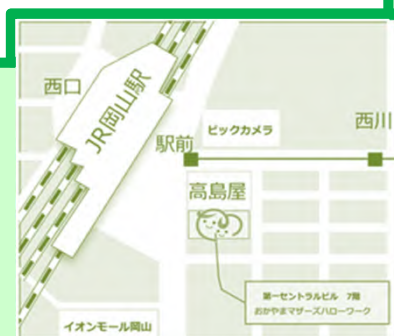 西口
JR岡山駅
駅前
ビックカメラ
西川
高島屋
第一セントラルビル 7階
おかやまマザーズハローワーク
イオンモール岡山